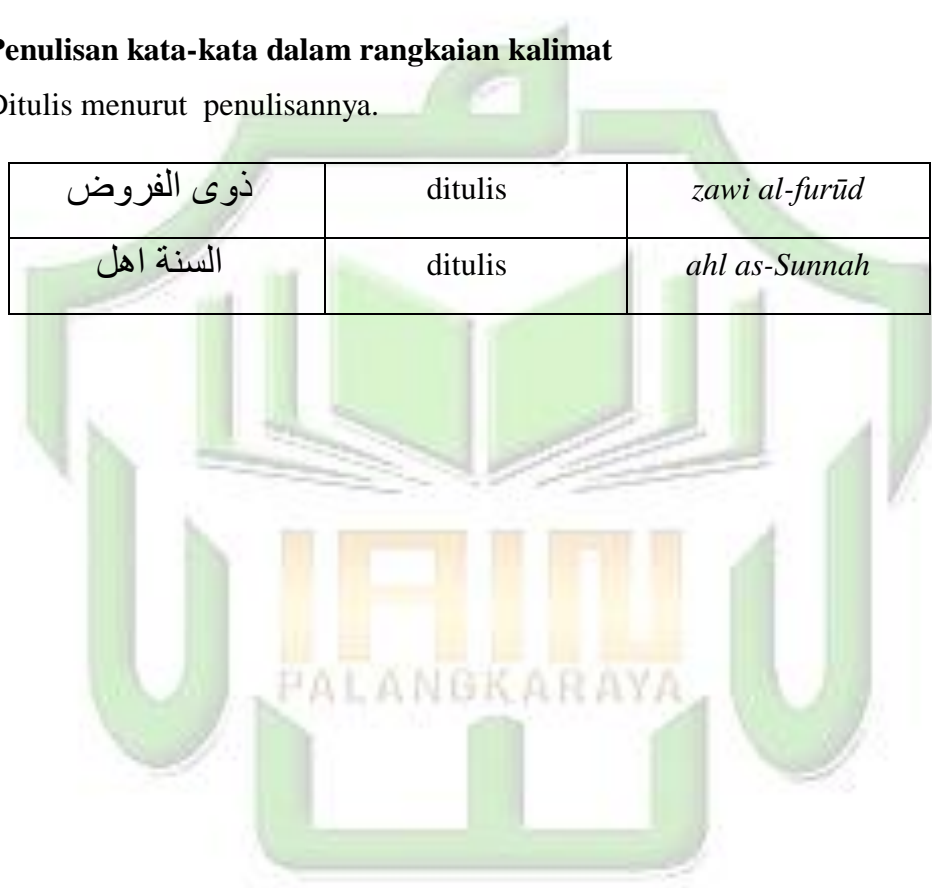 Penulisan kata-kata dalam rangkaian kalimat
Ditulis menurut penulisannya.
ذوى الفروض ditulis zawi al-furūd
السنة اهل ditulis ahl as-Sunnah
IAIN
PALANGKARAYA